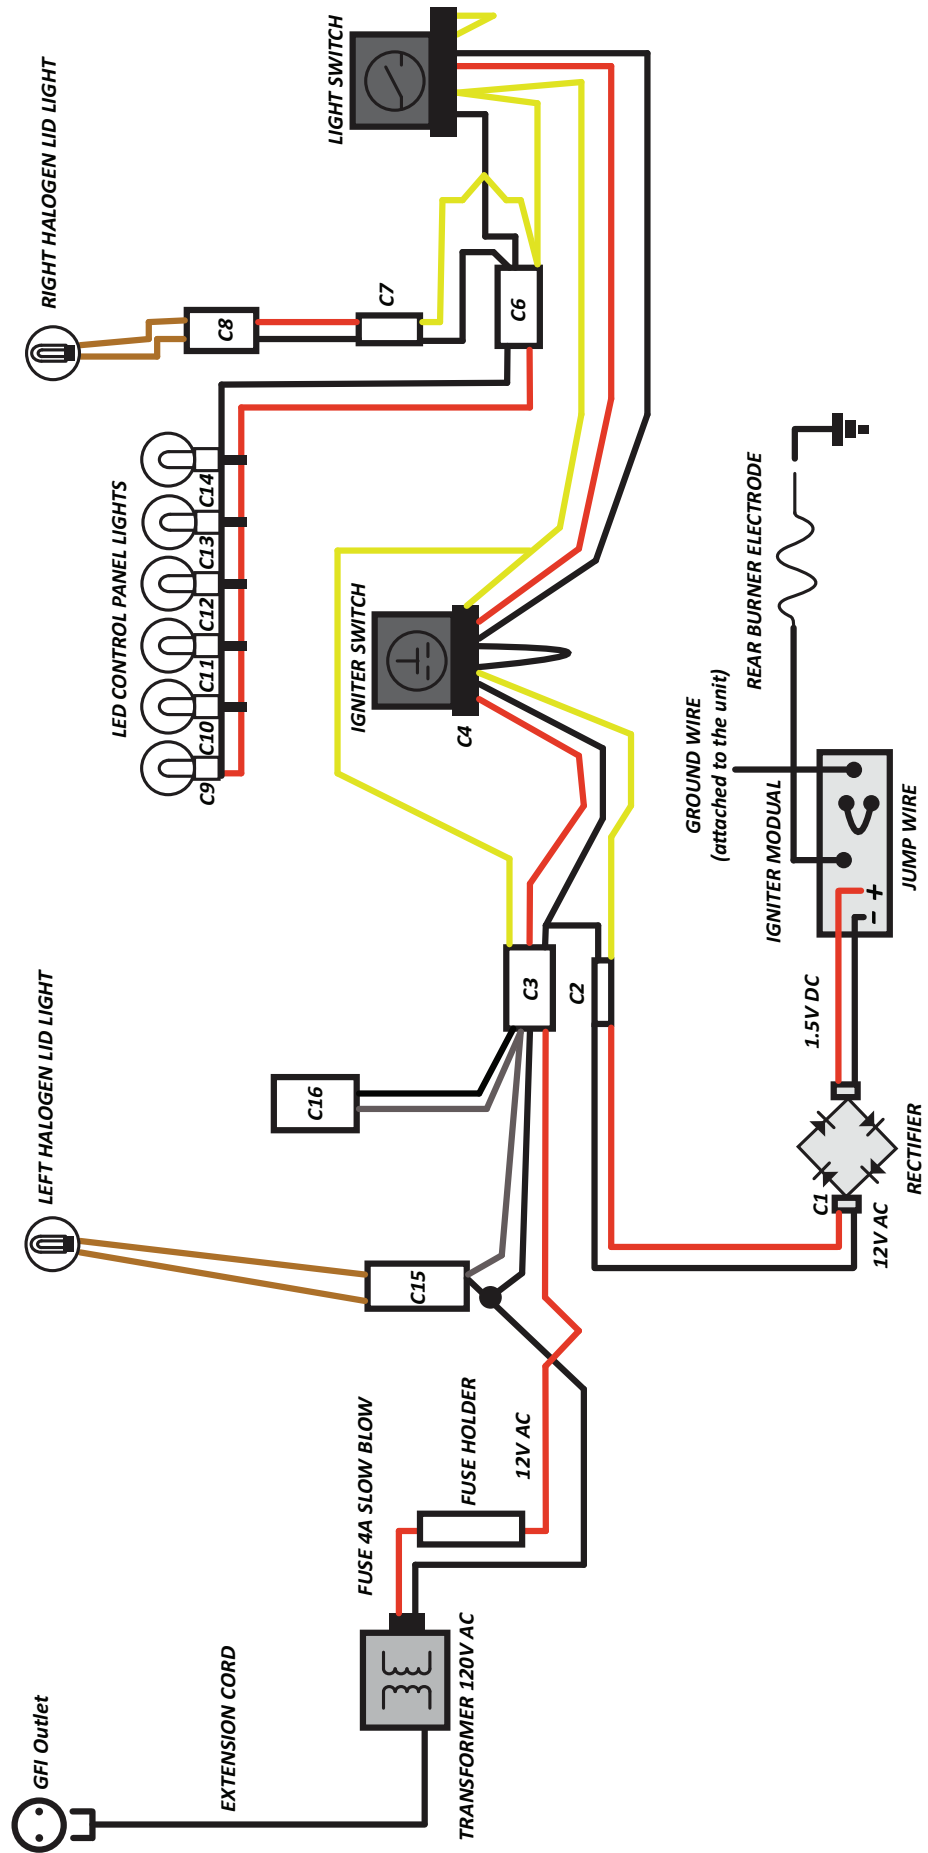 GFI Outlet
EXTENSION CORD
TRANSFORMER 120V AC
FUSE 4A SLOW BLOW
FUSE HOLDER
12V AC
LEFT HALOGEN LID LIGHT
C15
C16
C3
C2
C1
12V AC
RECTIFIER
1.5V DC
- +
IGNITER MODUAL
JUMP WIRE
GROUND WIRE
(attached to the unit)
REAR BURNER ELECTRODE
C4
IGNITER SWITCH
LED CONTROL PANEL LIGHTS
C9
C10
C11
C12
C13
C14
RIGHT HALOGEN LID LIGHT
C8
C7
C6
LIGHT SWITCH